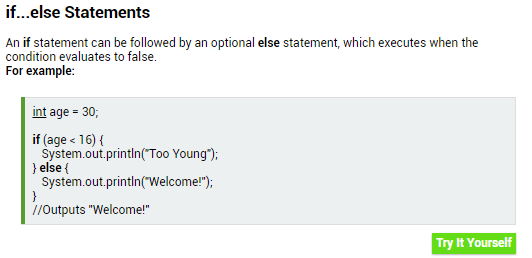 if...else Statements
An if statement can be followed by an optional else statement, which executes when the
condition evaluates to false.
For example:
int age = 30;
if (age < 16) {
System.out.println("Too Young");
} else {
System.out.println("Welcome!");
}
//Outputs "Welcome!"
Try It Yourself